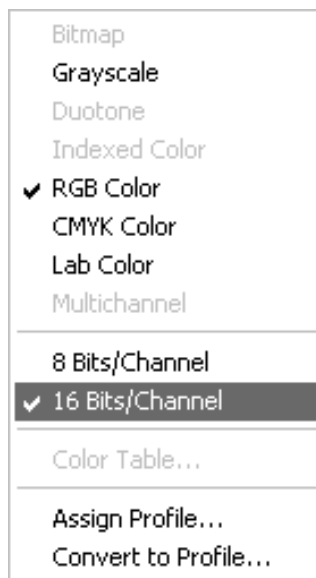 Bitmap
Grayscale
Duotone
Indexed Color
RGB Color
CMYK Color
Lab Color
Multichannel
8 Bits/Channel
16 Bits/Channel
Color Table...
Assign Profile...
Convert to Profile...